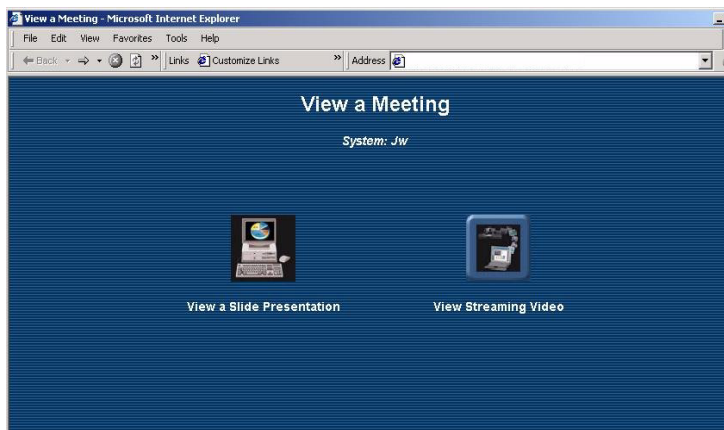 View a Meeting - Microsoft Internet Explorer
File Edit View Favorites Tools Help
Back Links Customize Links Address
View a Meeting
System: Jw
View a Slide Presentation View Streaming Video